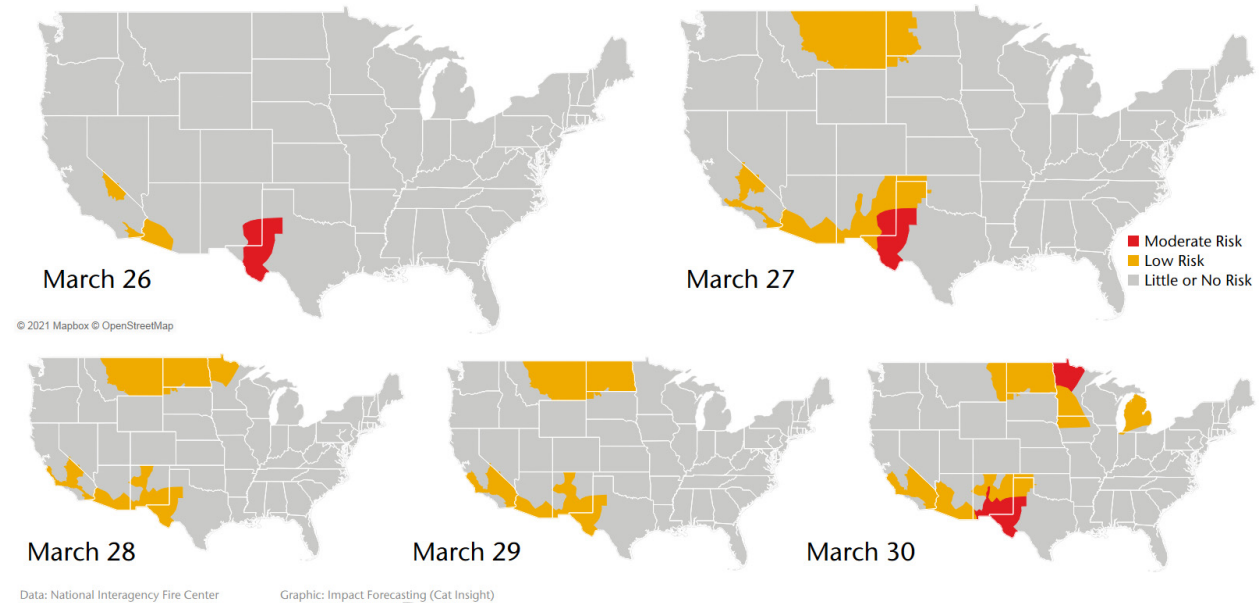 March 26
March 27
Moderate Risk
Low Risk
Little or No Risk
© 2021 Mapbox © OpenStreetMap
March 28
March 29
March 30
Data: National Interagency Fire Center
Graphic: Impact Forecasting (Cat Insight)